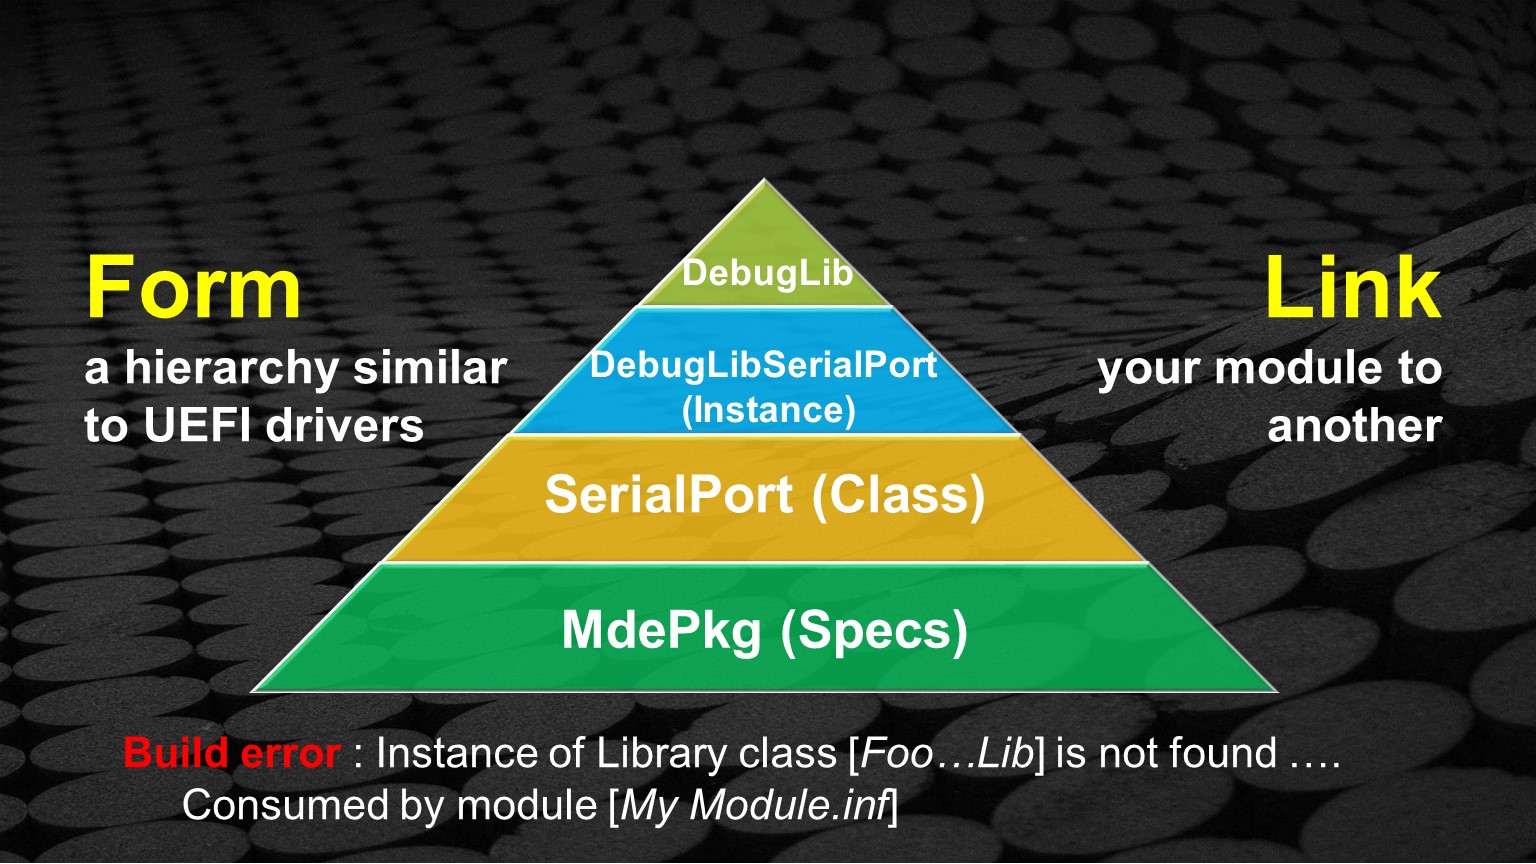 Form
a hierarchy similar
to UEFI drivers
DebugLib
DebugLibSerialPort
(Instance)
SerialPort (Class)
MdePkg (Specs)
Link
your module to
another
Build error : Instance of Library class [Foo…Lib] is not found ….
Consumed by module [My Module.inf]